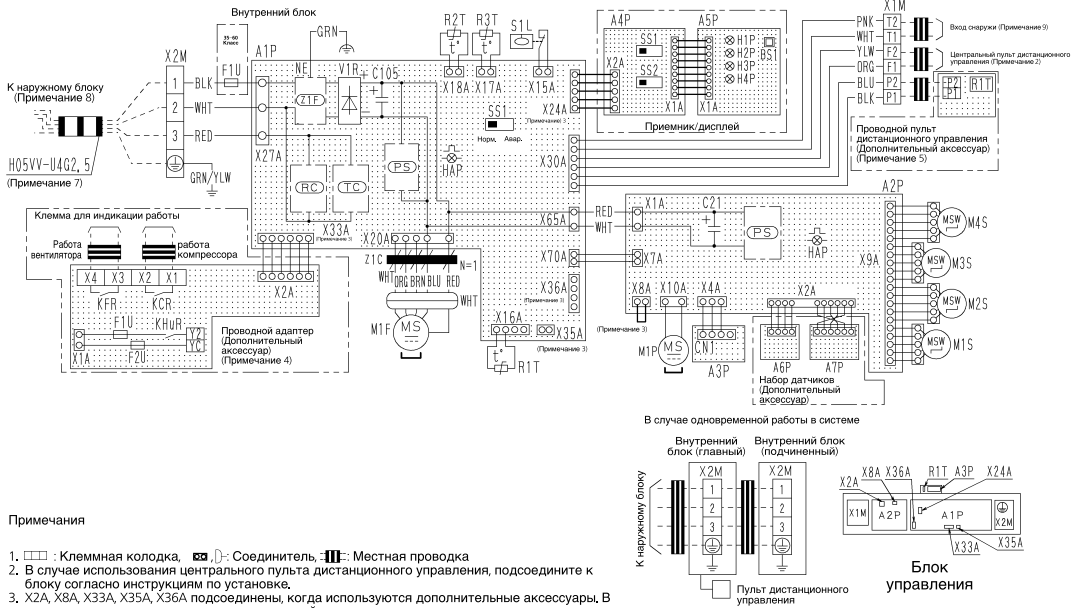 Внутренний блок
35-60
Класс
GRN
R2T
R3T
S1L
X2M
A1P
F1U
NE
V1R
C105
К наружному блоку
(Примечание 8)
1
BLK
2
WHT
3
RED
GRN/YLW
H05VV-U4G2,5
(Примечание 7)
X27A
Z1F
t°
t°
X18A
X17A
X15A
X24A
(Примечание) 3
SS1
Норм. Авар.
X30A
PS
HAP
RC
TC
X33A
(Примечание 3)
X20A
X65A
X70A
X36A
(Примечание 3)
X35A
(Примечание 3)
X16A
t°
R1T
Z1C
N=1
WHT
ORG
BRN
BLU
RED
WHT
M1F
MS
A4P
A5P
SS1
SS2
X2A
X1A
X1A
H1P
H2P
H3P
H4P
BS1
Приемник/дисплей
X1M
PNK
T2
WHT
T1
YLW
F2
ORG
F1
BLU
P2
BLK
P1
Вход снаружи (Примечание 9)
Центральный пульт дистанционного
управления (Примечание 2)
P2
P1
R1T
Проводной пульт
дистанционного управления
(Дополнительный аксессуар)
(Примечание 5)
A2P
RED
WHT
X1A
C21
PS
HAP
X7A
X9A
X8A
X10A
X4A
X2A
(Примечание 3)
M1P
MS
CN1
A3P
A6P
A7P
Набор датчиков
(Дополнительный
аксессуар)
MSW
M4S
MSW
M3S
MSW
M2S
MSW
M1S
Клемма для индикации работы
Работа
вентилятора
работа
компрессора
X4
X3
X2
X1
KFR
KCR
X2A
F1U
KHuR
Y2
YC
X1A
F2U
Проводной адаптер
(Дополнительный
аксессуар)
(Примечание 4)
В случае одновременной работы в системе
Внутренний
блок (главный)
Внутренний блок
(подчиненный)
X2M
X2M
К наружному блоку
1
2
3
1
2
3
Пульт дистанционного
управления
X2A
X8A
X36A
R1T
A3P
X24A
X1M
A2P
A1P
X2M
X33A
X35A
Блок
управления
Примечания
1. : Клеммная колодка, , : Соединитель, : Местная проводка
2. В случае использования центрального пульта дистанционного управления, подсоедините к
блоку согласно инструкциям по установке.
3. X2A, X8A, X33A, X35A, X36A подсоединены, когда используются дополнительные аксессуары. В